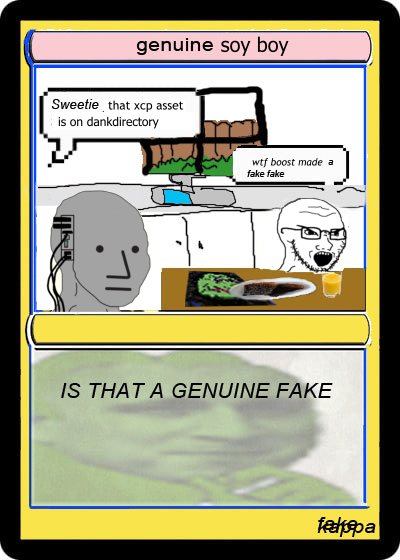 genuine soy boy
Sweetie that xcp asset
is on dankdirectory
wtf boost made a
fake fake
IS THAT A GENUINE FAKE
fake
kappa